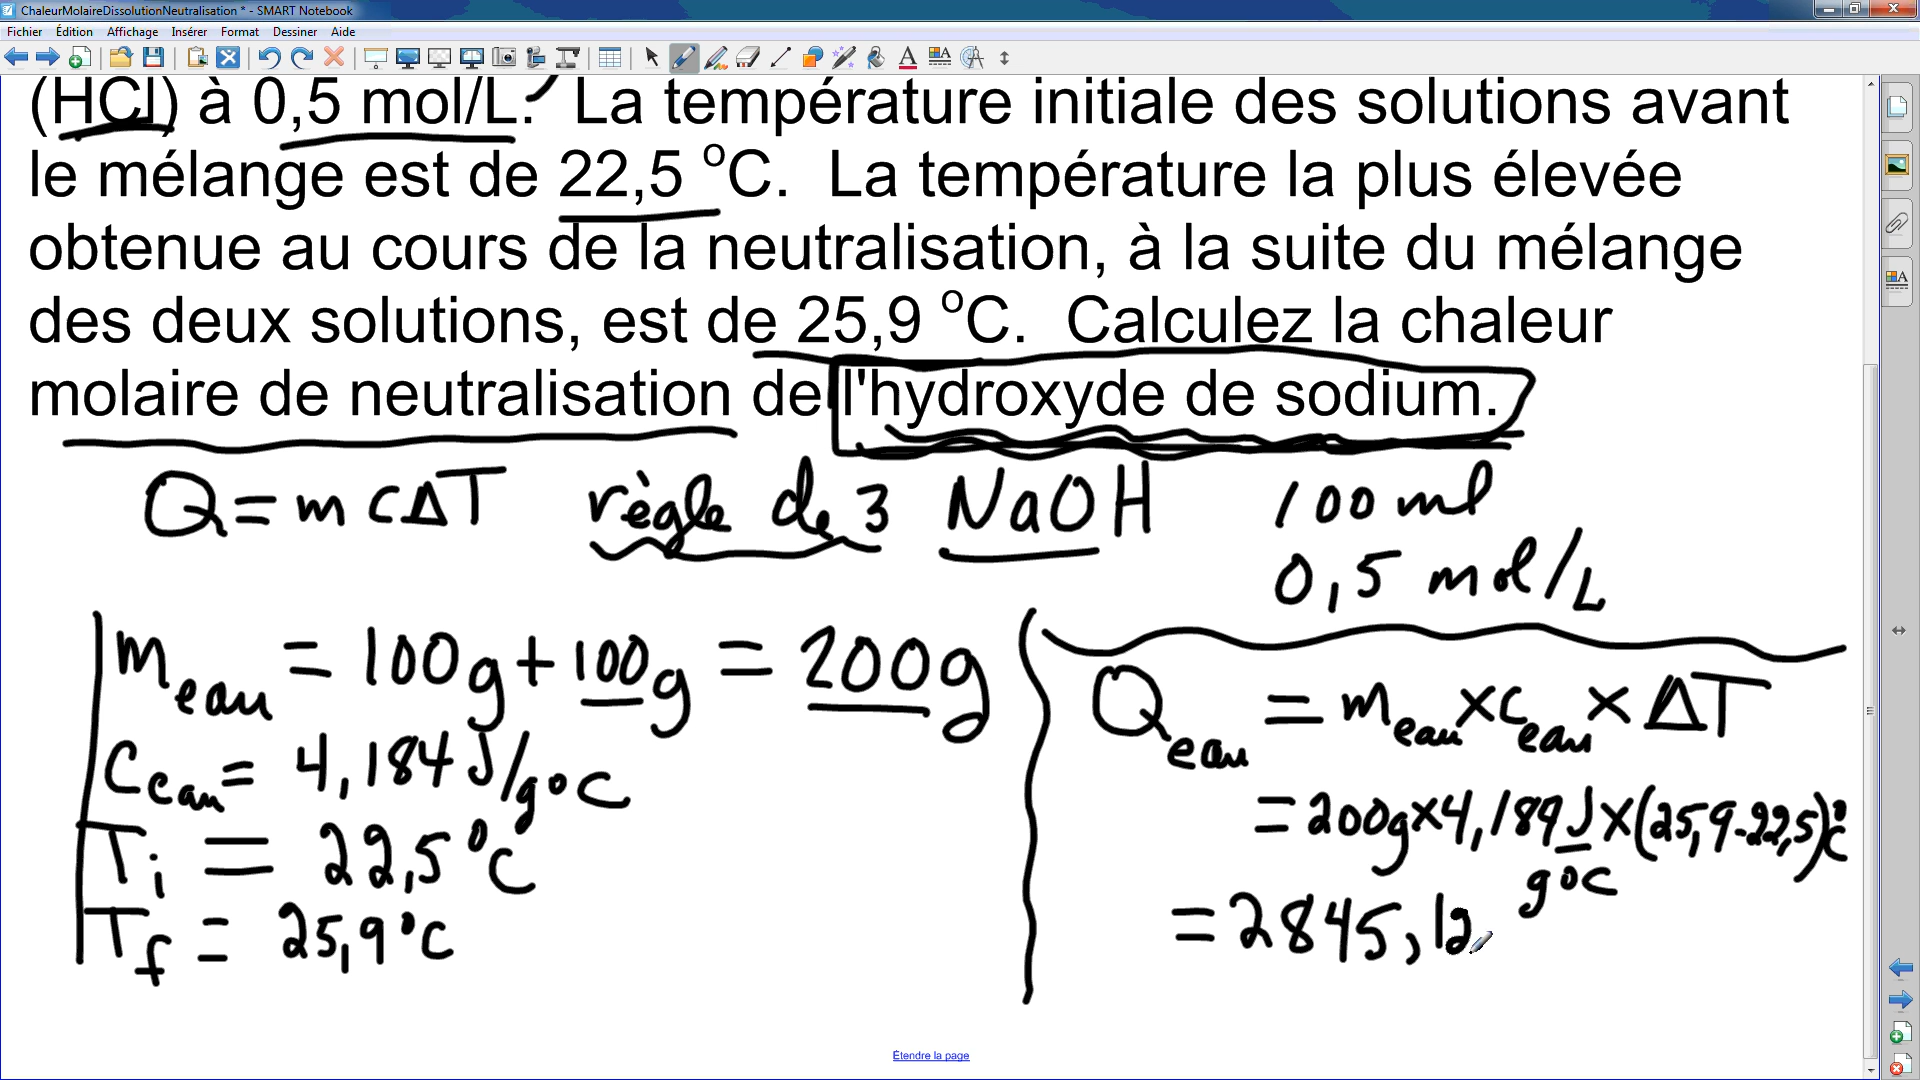 ChaleurMolaireDissolutionNeutralisation * - SMART Notebook
Fichier Édition Affichage Insérer Format Dessiner Aide
(HCl) à 0,5 mol/L. La température initiale des solutions avant
le mélange est de 22,5 °C. La température la plus élevée
obtenue au cours de la neutralisation, à la suite du mélange
des deux solutions, est de 25,9 °C. Calculez la chaleur
molaire de neutralisation de l'hydroxyde de sodium.
Q = m c ΔT règle de 3 NaOH 100 ml
0,5 mol/L
m eau = 100g + 100g = 200g
c eau = 4,184 J/g°C
Ti = 22,5°C
Tf = 25,9°C
Q eau = m eau × c eau × ΔT
= 200g × 4,184 J × (25,9-22,5)°C
g°C
= 2845,12
Étendre la page